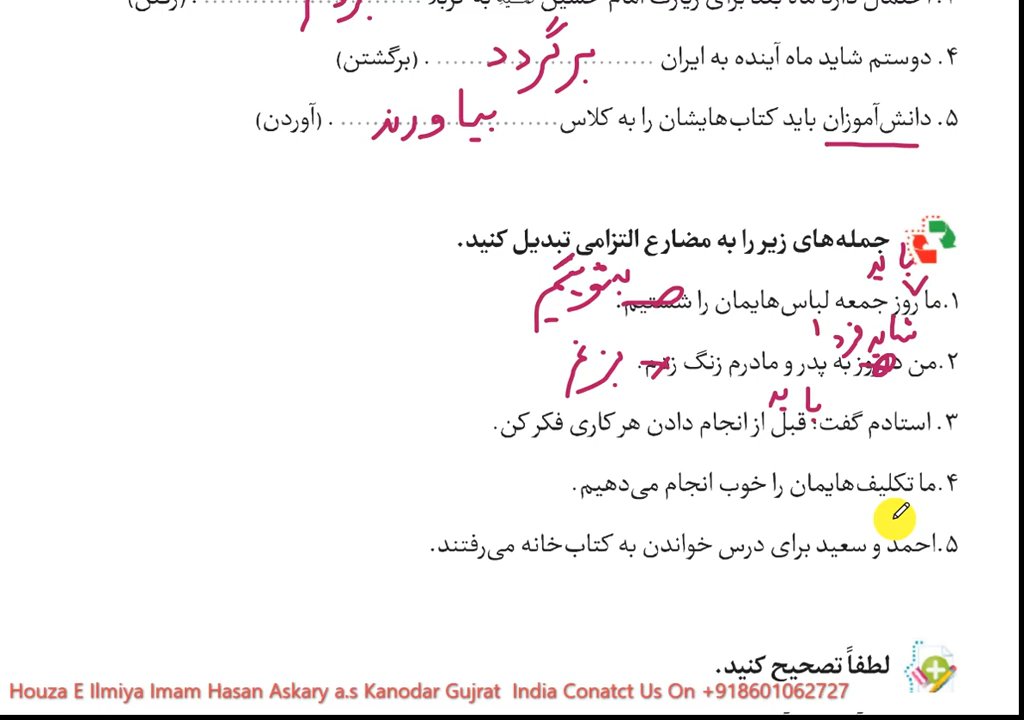 ۴. دوستم شاید ماه آینده به ایران برگردد. (برگشتن)
۵. دانش‌آموزان باید کتاب‌هایشان را به کلاس بیاورند. (آوردن)
جمله‌های زیر را به مضارع التزامی تبدیل کنید.
باید
۱. ما روز جمعه لباس‌هایمان را شستیم. بشوییم
شاید فردا
۲. من دیروز به پدر و مادرم زنگ زدم. بزنم
باید
۳. استادم گفت: قبل از انجام دادن هر کاری فکر کن.
۴. ما تکلیف‌هایمان را خوب انجام می‌دهیم.
۵. احمد و سعید برای درس خواندن به کتاب‌خانه می‌رفتند.
لطفاً تصحیح کنید.
Houza E Ilmiya Imam Hasan Askary a.s Kanodar Gujrat India Conatct Us On +918601062727